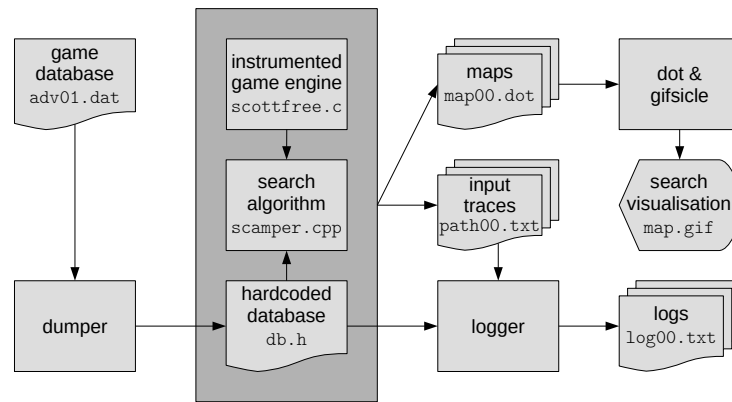 game
database
adv01.dat
instrumented
game engine
scottfree.c
maps
map00.dot
dot &
gifsicle
search
algorithm
scamper.cpp
input
traces
path00.txt
search
visualisation
map.gif
dumper
hardcoded
database
db.h
logger
logs
log00.txt